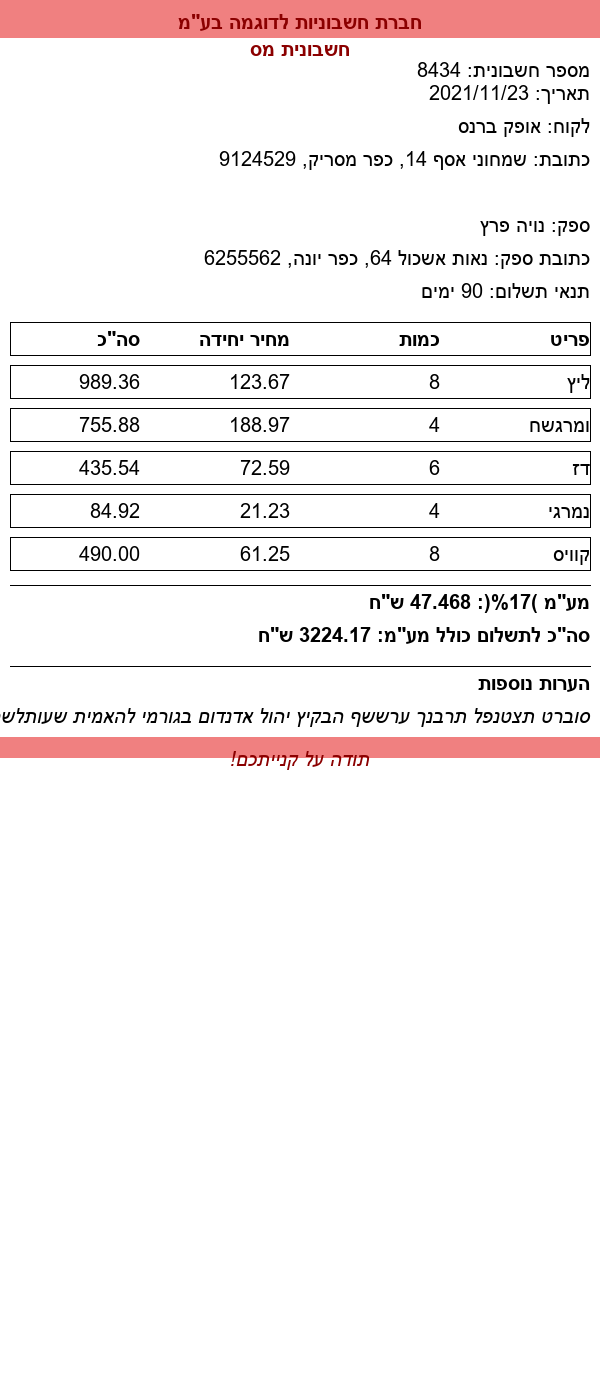 חברת חשבוניות לדוגמה בע"מ
חשבונית מס
מספר חשבונית: 8434
תאריך: 2021/11/23
לקוח: אופק ברנס
כתובת: שמחוני אסף 14, כפר מסריק, 9124529
ספק: נויה פרץ
כתובת ספק: נאות אשכול 64, כפר יונה, 6255562
תנאי תשלום: 90 ימים
פריט כמות מחיר יחידה סה"כ
ליץ 8 123.67 989.36
ומרגשח 4 188.97 755.88
דז 6 72.59 435.54
נמרגי 4 21.23 84.92
קוויס 8 61.25 490.00
מע"מ )17%(: 47.468 ש"ח
סה"כ לתשלום כולל מע"מ: 3224.17 ש"ח
הערות נוספות
סוברט תצטנפל תרבנך ערששף הבקיץ יהול אדנדום בגורמי להאמית
תודה על קנייתכם!